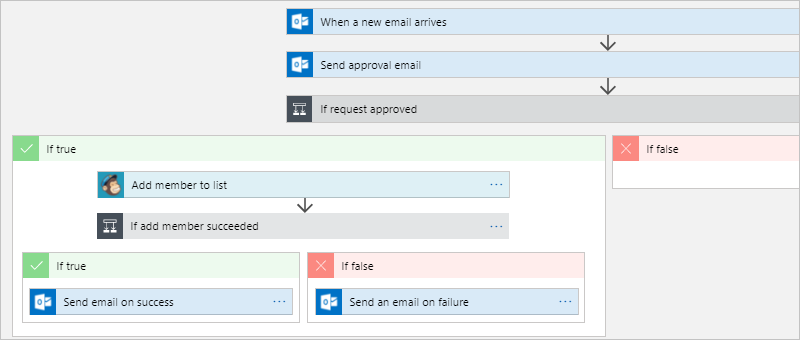 When a new email arrives
Send approval email
If request approved
If true
If false
Add member to list
If add member succeeded
If true
If false
Send email on success
Send an email on failure